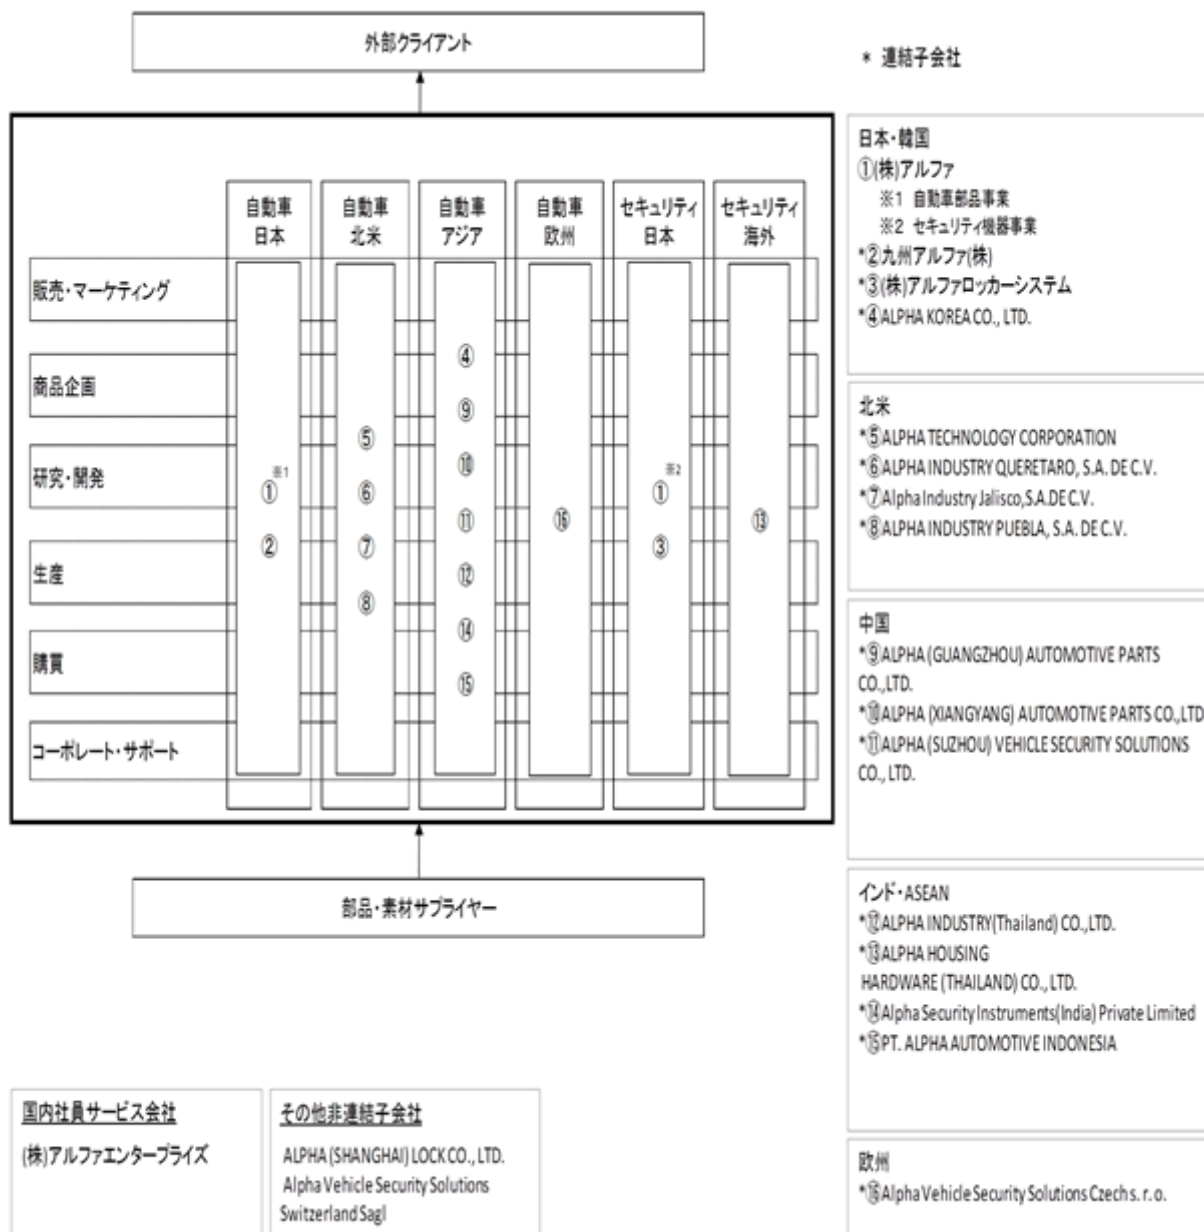 外部クライアント
* 連結子会社
自動車
日本
自動車
北米
自動車
アジア
自動車
欧州
セキュリティ
日本
セキュリティ
海外
販売・マーケティング
商品企画
研究・開発
生産
購買
コーポレート・サポート
①※1
②
⑤
⑥
⑦
⑧
④
⑨
⑩
⑪
⑫
⑭
⑮
⑯
①※2
③
⑬
部品・素材サプライヤー
日本・韓国
①(株)アルファ
※1 自動車部品事業
※2 セキュリティ機器事業
*②九州アルファ(株)
*③(株)アルファロッカーシステム
*④ALPHA KOREA CO., LTD.
北米
*⑤ALPHA TECHNOLOGY CORPORATION
*⑥ALPHA INDUSTRY QUERETARO, S.A. DE C.V.
*⑦Alpha Industry Jalisco,S.A.DE C.V.
*⑧ALPHA INDUSTRY PUEBLA, S.A. DE C.V.
中国
*⑨ALPHA (GUANGZHOU) AUTOMOTIVE PARTS
CO.,LTD.
*⑩ALPHA (XIANGYANG) AUTOMOTIVE PARTS CO.,LTD
*⑪ALPHA (SUZHOU) VEHICLE SECURITY SOLUTIONS
CO., LTD.
インド・ASEAN
*⑫ALPHA INDUSTRY(Thailand) CO.,LTD.
*⑬ALPHA HOUSING
HARDWARE (THAILAND) CO., LTD.
*⑭Alpha Security Instruments(India) Private Limited
*⑮PT. ALPHA AUTOMOTIVE INDONESIA
欧州
*⑯Alpha Vehicle Security Solutions Czech s. r. o.
国内社員サービス会社
(株)アルファエンタープライズ
その他非連結子会社
ALPHA (SHANGHAI) LOCK CO., LTD.
Alpha Vehicle Security Solutions
Switzerland Sagl